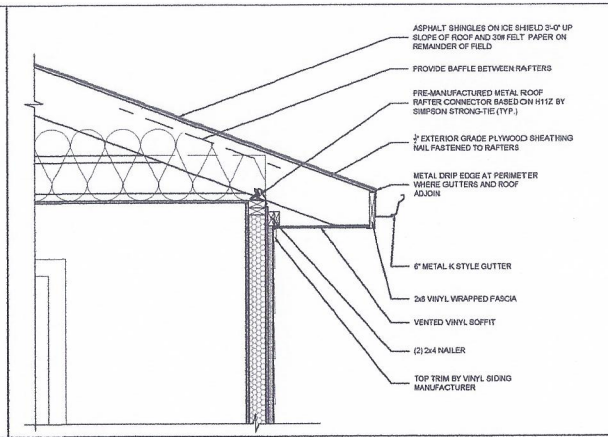 ASPHALT SHINGLES ON ICE SHIELD 3'-0" UP
SLOPE OF ROOF AND 30# FELT PAPER ON
REMAINDER OF FIELD
PROVIDE BAFFLE BETWEEN RAFTERS
PRE-MANUFACTURED METAL ROOF
RAFTER CONNECTOR BASED ON H11Z BY
SIMPSON STRONG-TIE (TYP.)
EXTERIOR GRADE PLYWOOD SHEATHING
NAIL FASTENED TO RAFTERS
METAL DRIP EDGE AT PERIMETER
WHERE GUTTERS AND ROOF
ADJOIN
6" METAL K STYLE GUTTER
2x8 VINYL WRAPPED FASCIA
VENTED VINYL SOFFIT
(2) 2x4 NAILER
TOP TRIM BY VINYL SIDING
MANUFACTURER